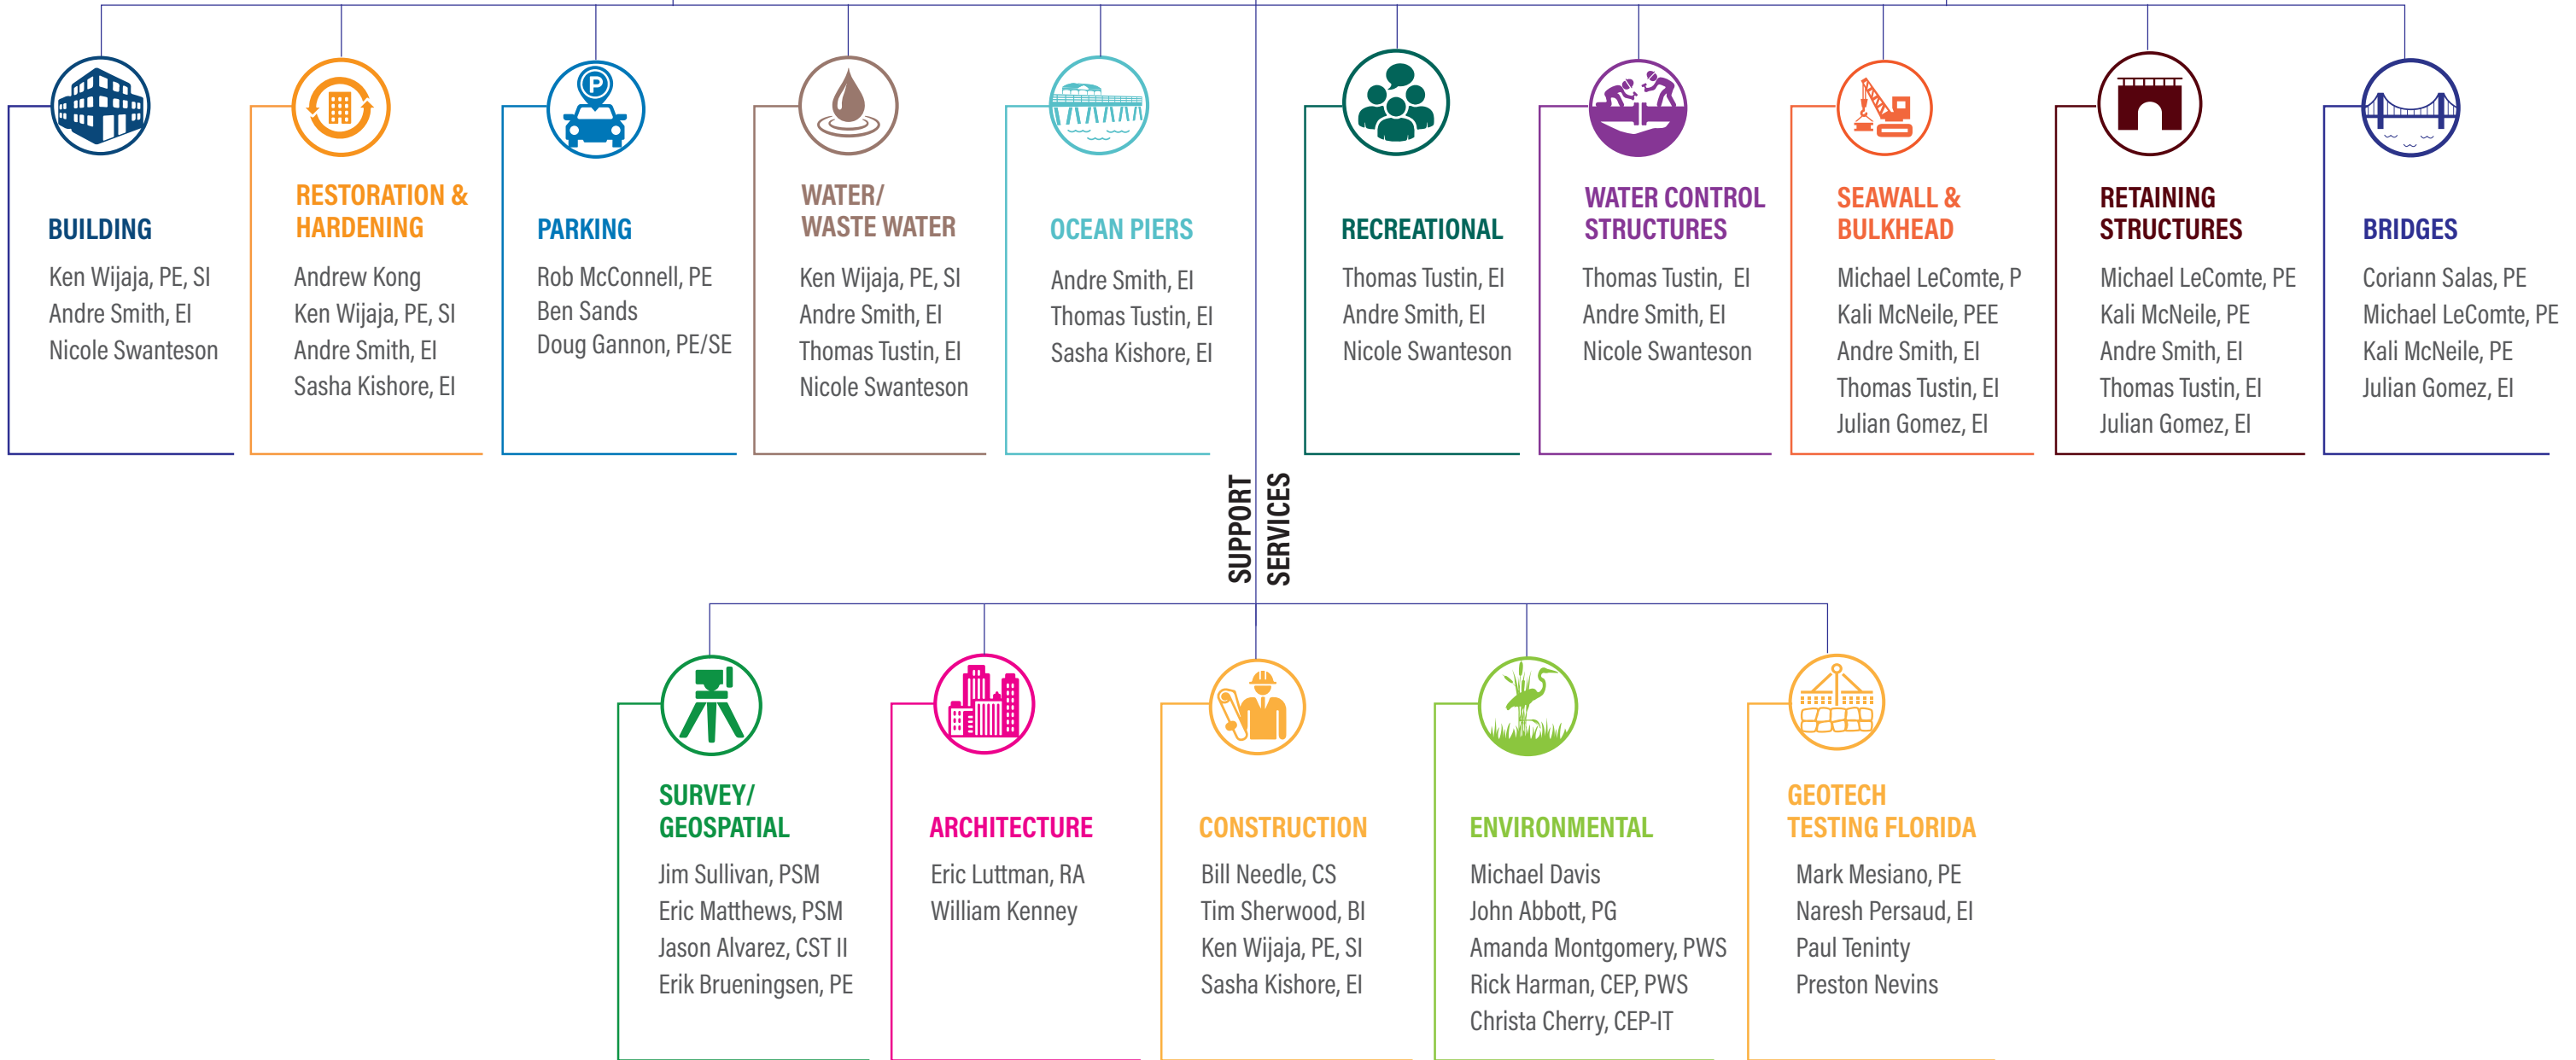 BUILDING
Ken Wijaja, PE, SI
Andre Smith, EI
Nicole Swanteson
RESTORATION &
HARDENING
Andrew Kong
Ken Wijaja, PE, SI
Andre Smith, EI
Sasha Kishore, EI
P
PARKING
Rob McConnell, PE
Ben Sands
Doug Gannon, PE/SE
WATER/
WASTE WATER
Ken Wijaja, PE, SI
Andre Smith, EI
Thomas Tustin, EI
Nicole Swanteson
OCEAN PIERS
Andre Smith, EI
Thomas Tustin, EI
Sasha Kishore, EI
RECREATIONAL
Thomas Tustin, EI
Andre Smith, EI
Nicole Swanteson
WATER CONTROL
STRUCTURES
Thomas Tustin, EI
Andre Smith, EI
Nicole Swanteson
SEAWALL &
BULKHEAD
Michael LeComte, P
Kali McNeile, PEE
Andre Smith, EI
Thomas Tustin, EI
Julian Gomez, EI
RETAINING
STRUCTURES
Michael LeComte, PE
Kali McNeile, PE
Andre Smith, EI
Thomas Tustin, EI
Julian Gomez, EI
BRIDGES
Coriann Salas, PE
Michael LeComte, PE
Kali McNeile, PE
Julian Gomez, EI
SUPPORT
SERVICES
SURVEY/
GEOSPATIAL
Jim Sullivan, PSM
Eric Matthews, PSM
Jason Alvarez, CST II
Erik Brueningsen, PE
ARCHITECTURE
Eric Luttman, RA
William Kenney
CONSTRUCTION
Bill Needle, CS
Tim Sherwood, BI
Ken Wijaja, PE, SI
Sasha Kishore, EI
ENVIRONMENTAL
Michael Davis
John Abbott, PG
Amanda Montgomery, PWS
Rick Harman, CEP, PWS
Christa Cherry, CEP-IT
GEOTECH
TESTING FLORIDA
Mark Mesiano, PE
Naresh Persaud, EI
Paul Teninty
Preston Nevins